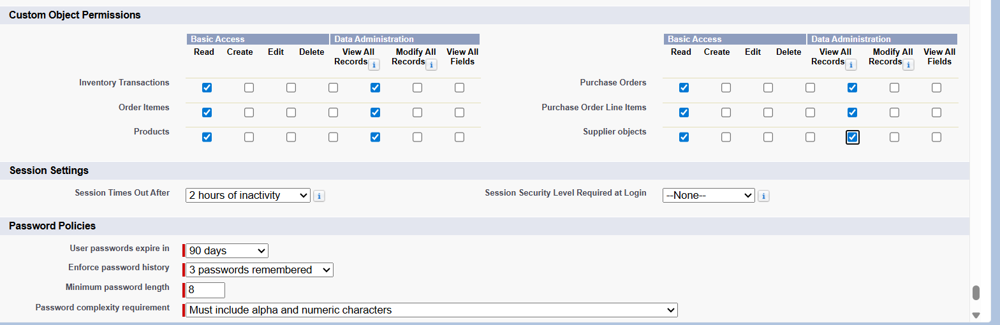 Custom Object Permissions
Basic Access Data Administration Basic Access Data Administration
Read Create Edit Delete View All Records i Modify All Records i View All Fields Read Create Edit Delete View All Records i Modify All Records i View All Fields
Inventory Transactions Purchase Orders
Order Itemes Purchase Order Line Items
Products Supplier objects
Session Settings
Session Times Out After 2 hours of inactivity i Session Security Level Required at Login --None-- i
Password Policies
User passwords expire in 90 days
Enforce password history 3 passwords remembered
Minimum password length 8
Password complexity requirement Must include alpha and numeric characters